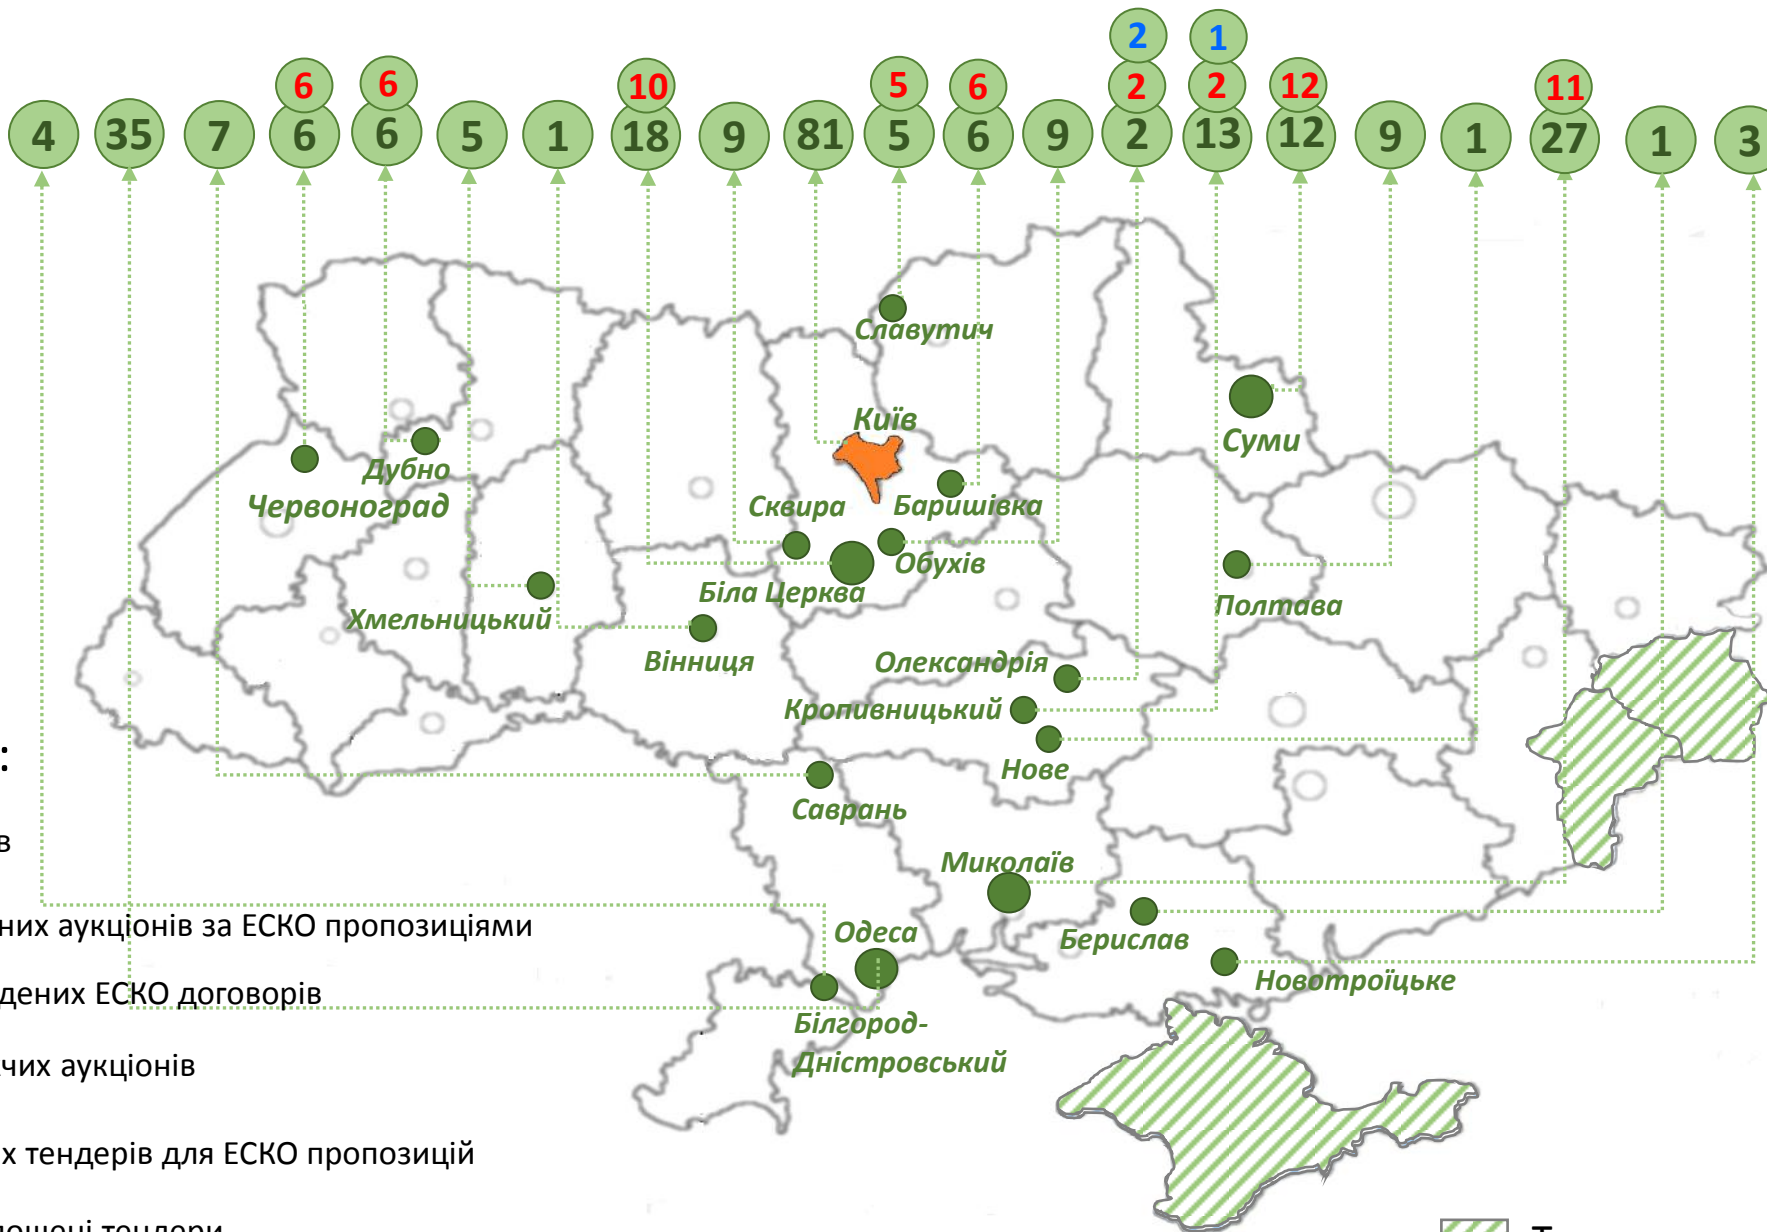 2 1
6 6 10 5 6 2 2 12 11
4 35 7 6 6 5 1 18 9 81 5 6 9 2 13 12 9 1 27 1 3
Славутич
Київ
Суми
Дубно
Червоноград
Сквира
Баришівка
Обухів
Біла Церква
Полтава
Хмельницький
Вінниця
Олександрія
Кропивницький
Нове
Саврань
Миколаїв
Одеса
Берислав
Новотроїцьке
Білгород-
Дністровський
:
в
них аукціонів за ЕСКО пропозиціями
дених ЕСКО договорів
чих аукціонів
х тендерів для ЕСКО пропозицій